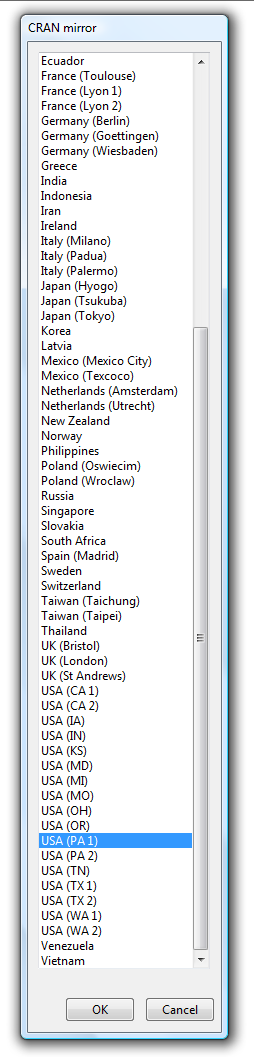 CRAN mirror
Ecuador
France (Toulouse)
France (Lyon 1)
France (Lyon 2)
Germany (Berlin)
Germany (Goettingen)
Germany (Wiesbaden)
Greece
India
Indonesia
Iran
Ireland
Italy (Milano)
Italy (Padua)
Italy (Palermo)
Japan (Hyogo)
Japan (Tsukuba)
Japan (Tokyo)
Korea
Latvia
Mexico (Mexico City)
Mexico (Texcoco)
Netherlands (Amsterdam)
Netherlands (Utrecht)
New Zealand
Norway
Philippines
Poland (Oswiecim)
Poland (Wroclaw)
Russia
Singapore
Slovakia
South Africa
Spain (Madrid)
Sweden
Switzerland
Taiwan (Taichung)
Taiwan (Taipei)
Thailand
UK (Bristol)
UK (London)
UK (St Andrews)
USA (CA 1)
USA (CA 2)
USA (IA)
USA (IN)
USA (KS)
USA (MD)
USA (MI)
USA (MO)
USA (OH)
USA (OR)
USA (PA 1)
USA (PA 2)
USA (TN)
USA (TX 1)
USA (TX 2)
USA (WA 1)
USA (WA 2)
Venezuela
Vietnam
OK Cancel